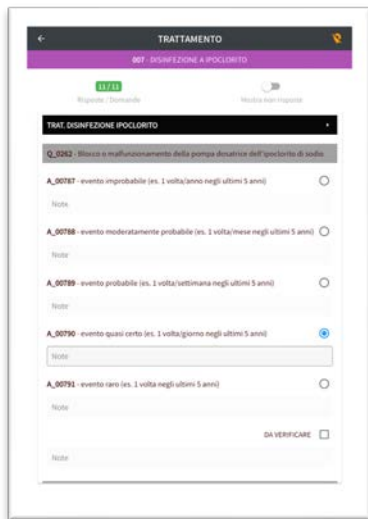 TRATTAMENTO
007 - DISINFEZIONE A IPOCLORITO
11 / 11
Risposte / Domande
Mostra non risposte
TRAT. DISINFEZIONE IPOCLORITO
Q_0262 - Blocco o malfunzionamento della pompa dosatrice dell'ipoclorito di sodio
A_00787 - evento improbabile (es. 1 volta/anno negli ultimi 5 anni)
Note
A_00788 - evento moderatamente probabile (es. 1 volta/mese negli ultimi 5 anni)
Note
A_00789 - evento probabile (es. 1 volta/settimana negli ultimi 5 anni)
Note
A_00790 - evento quasi certo (es. 1 volta/giorno negli ultimi 5 anni)
Note
A_00791 - evento raro (es. 1 volta negli ultimi 5 anni)
Note
DA VERIFICARE
Note